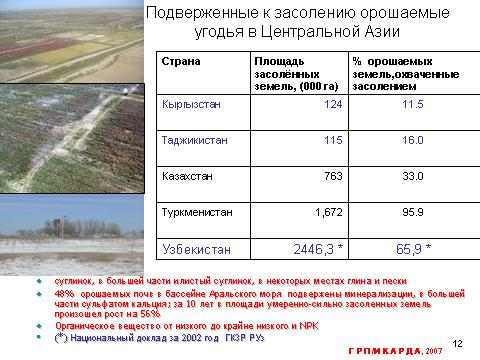 Подверженные к засолению орошаемые
угодья в Центральной Азии
Страна
Площадь
засолённых
земель, (000 га)
% орошаемых
земель,охваченные
засолением
Кыргызстан 124 11.5
Таджикистан 115 16.0
Казахстан 763 33.0
Туркменистан 1,672 95.9
Узбекистан 2446,3 * 65,9 *
суглинок, в большей части илистый суглинок, в некоторых местах глина и пески
48% орошаемых почв в бассейне Аральского моря подвержены минерализации, в большей
части сульфатом кальция; за 10 лет в площади умеренно-сильно засоленных земель
произошел рост на 56%
Органическое вещество от низкого до крайне низкого и NPK
(*) Национальный доклад за 2002 год ГКЗР РУз
12
Г Р П М К А Р Д А, 2007